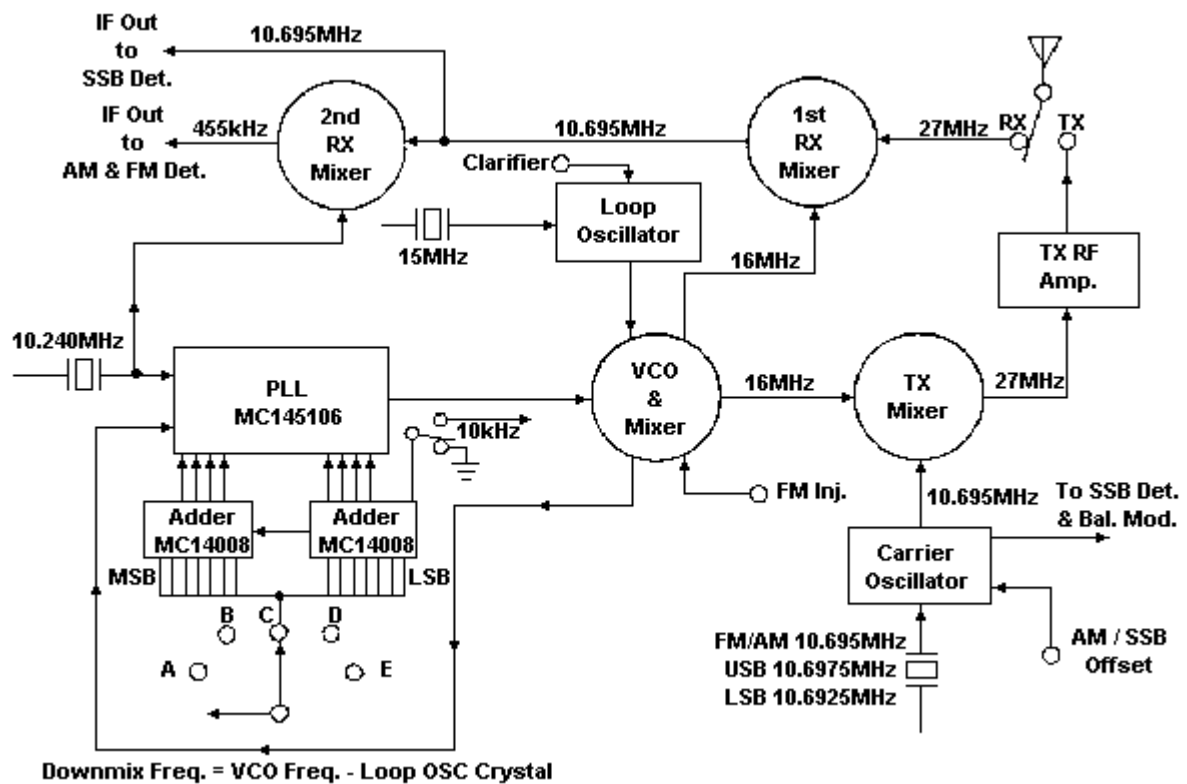 IF Out
to
SSB Det.
10.695MHz
IF Out
to
AM & FM Det.
455kHz
2nd
RX
Mixer
10.695MHz
1st
RX
Mixer
27MHz
RX
TX
Clarifier
Loop
Oscillator
15MHz
16MHz
TX RF
Amp.
10.240MHz
PLL
MC145106
10kHz
VCO
&
Mixer
16MHz
TX
Mixer
27MHz
FM Inj.
Adder
MC14008
Adder
MC14008
MSB
LSB
10.695MHz
To SSB Det.
& Bal. Mod.
Carrier
Oscillator
B
C
D
A
E
FM/AM 10.695MHz
USB 10.6975MHz
LSB 10.6925MHz
AM / SSB
Offset
Downmix Freq. = VCO Freq. - Loop OSC Crystal